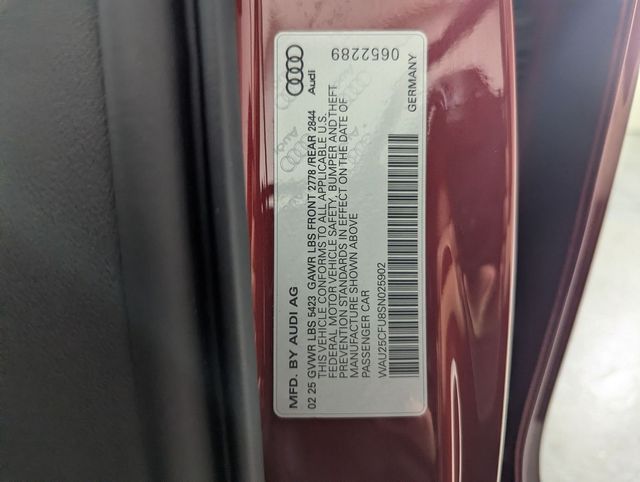 MFD. BY AUDI AG
02 25 GVWR LBS 5423 GAWR LBS FRONT 2778 /REAR 2844
THIS VEHICLE CONFORMS TO ALL APPLICABLE U.S.
FEDERAL MOTOR VEHICLE SAFETY, BUMPER AND THEFT
PREVENTION STANDARDS IN EFFECT ON THE DATE OF
MANUFACTURE SHOWN ABOVE
PASSENGER CAR
WAU25CFU8SN025902
GERMANY
Audi
0652289
Audi